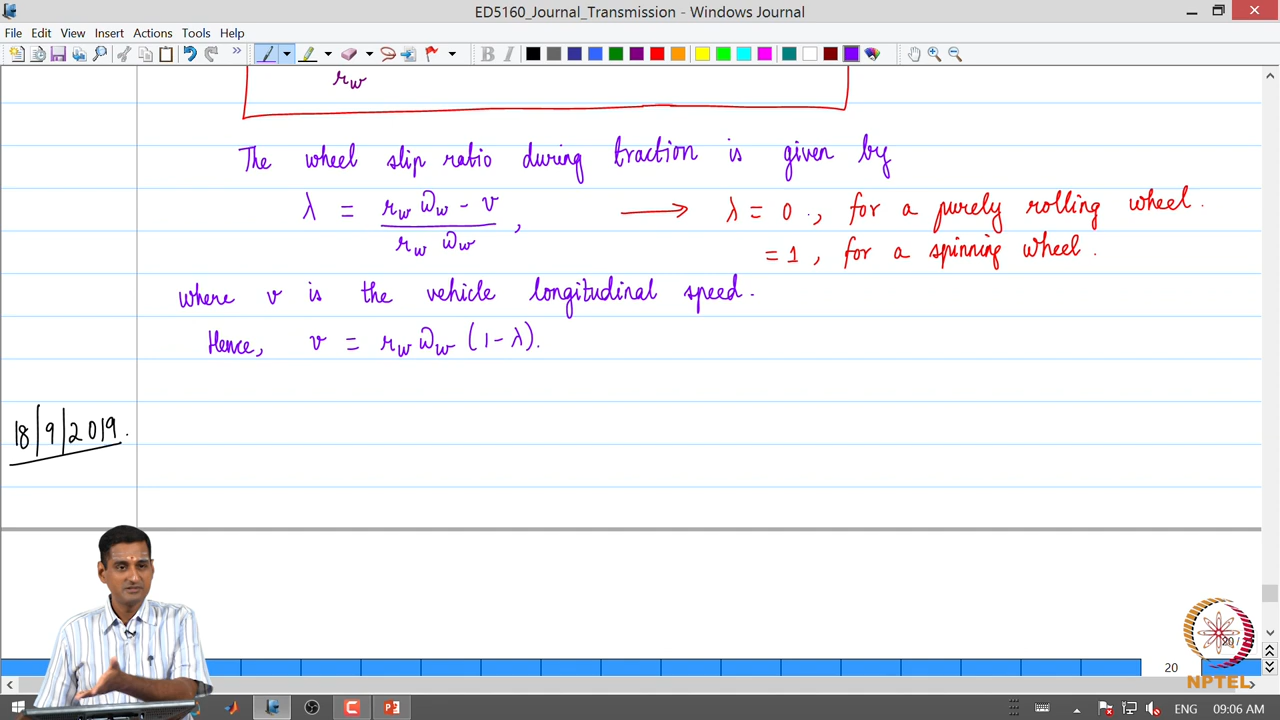 ED5160_Journal_Transmission - Windows Journal
File Edit View Insert Actions Tools Help
r_w
The wheel slip ratio during traction is given by
λ = (r_w ω_w - v) / (r_w ω_w) , → λ = 0 , for a purely rolling wheel.
= 1 , for a spinning wheel.
where v is the vehicle longitudinal speed.
Hence, v = r_w ω_w (1 - λ).
18|9|2019.
20
20
NPTEL
ENG 09:06 AM